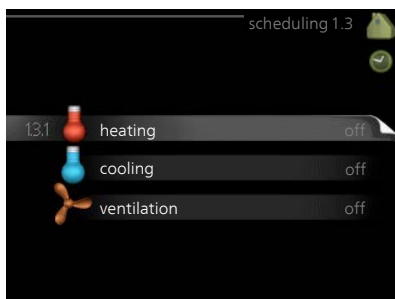 scheduling 1.3
1.3.1 heating off
cooling off
ventilation off